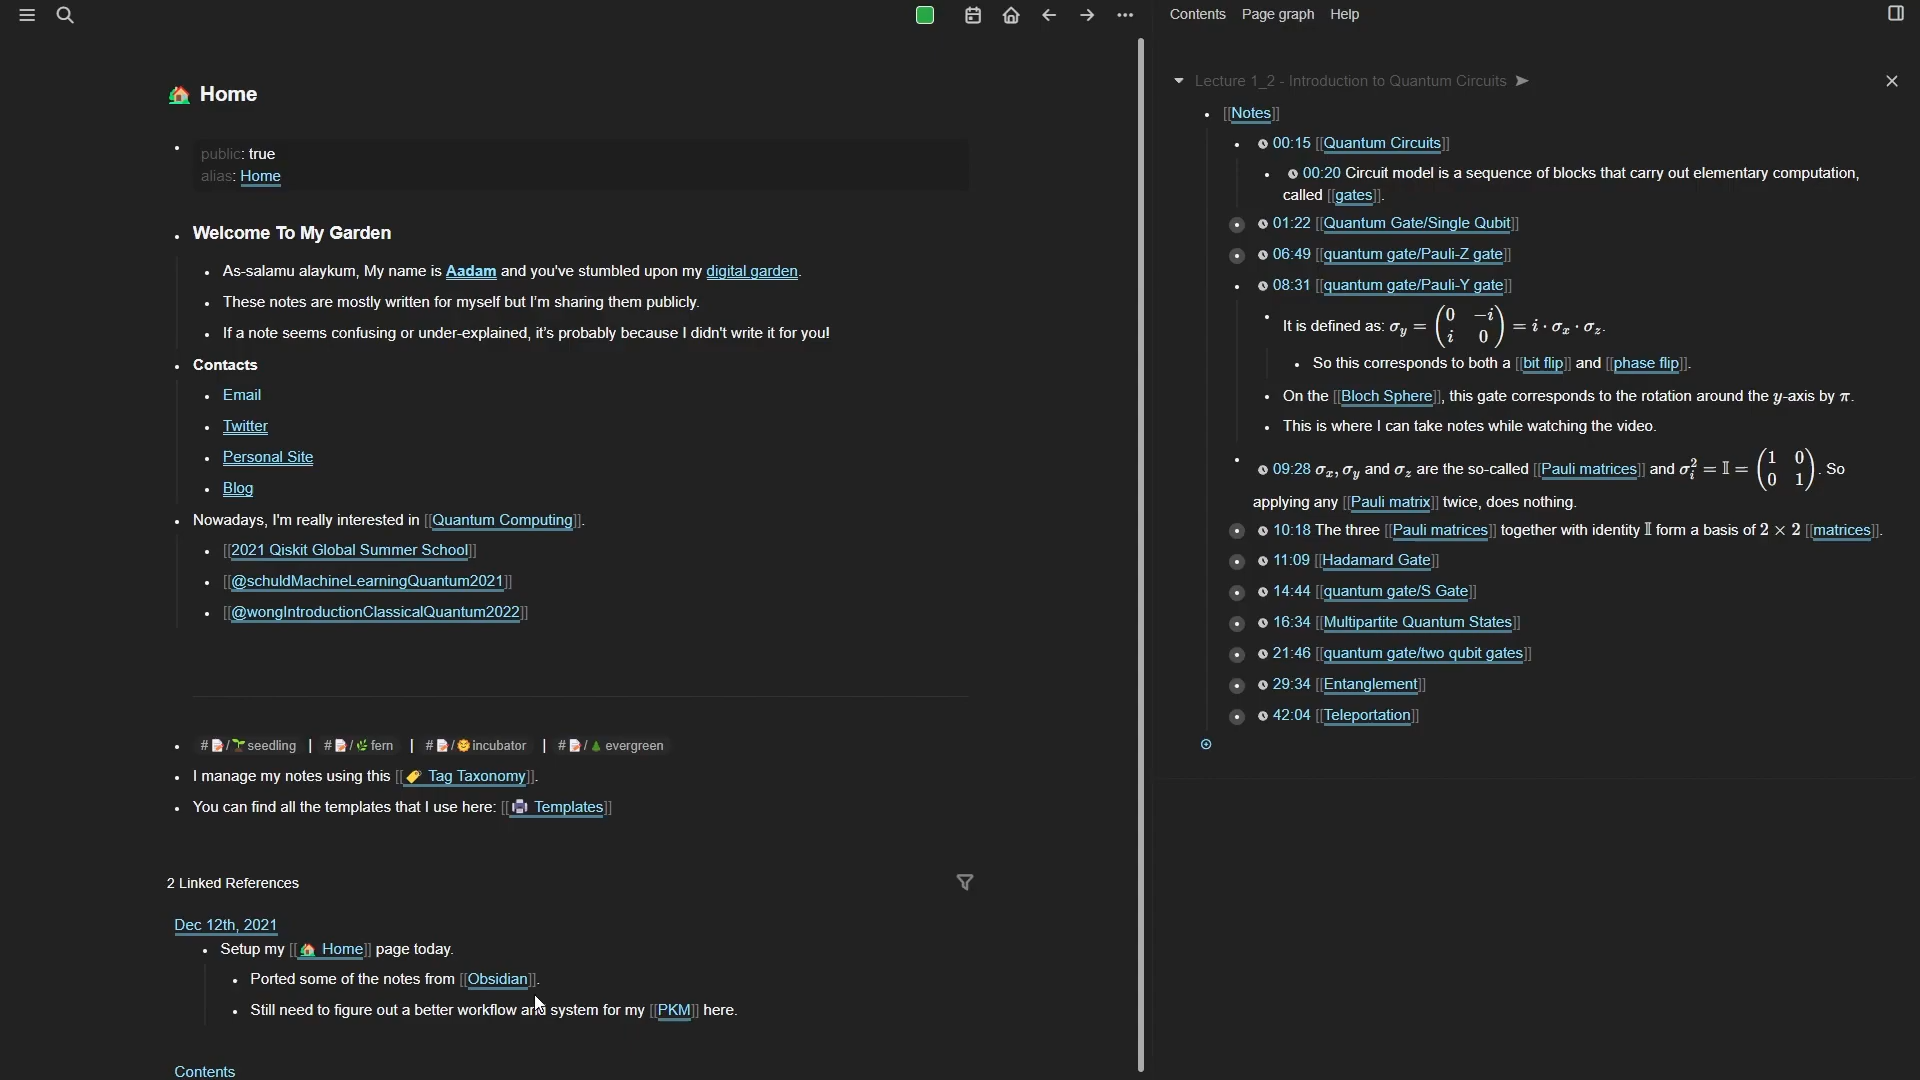 Contents Page graph Help
🏡 Home
public: true
alias: Home
Welcome To My Garden
As-salamu alaykum, My name is Aadam and you've stumbled upon my digital garden.
These notes are mostly written for myself but I'm sharing them publicly.
If a note seems confusing or under-explained, it's probably because I didn't write it for you!
Contacts
Email
Twitter
Personal Site
Blog
Nowadays, I'm really interested in [[Quantum Computing]].
[[2021 Qiskit Global Summer School]]
[[@schuldMachineLearningQuantum2021]]
[[@wongIntroductionClassicalQuantum2022]]
#📝/🌱seedling | #📝/🌿fern | #📝/🌞incubator | #📝/🌲evergreen
I manage my notes using this [[🏷️ Tag Taxonomy]].
You can find all the templates that I use here: [[🖨️ Templates]]
2 Linked References
Dec 12th, 2021
Setup my [[🏡 Home]] page today.
Ported some of the notes from [[Obsidian]].
Still need to figure out a better workflow and system for my [[PKM]] here.
Contents
Lecture 1_2 - Introduction to Quantum Circuits
[[Notes]]
00:15 [[Quantum Circuits]]
00:20 Circuit model is a sequence of blocks that carry out elementary computation,
called [[gates]].
01:22 [[Quantum Gate/Single Qubit]]
06:49 [[quantum gate/Pauli-Z gate]]
08:31 [[quantum gate/Pauli-Y gate]]
It is defined as: σy = (0 −i
i 0) = i · σx · σz.
So this corresponds to both a [[bit flip]] and [[phase flip]].
On the [[Bloch Sphere]], this gate corresponds to the rotation around the y-axis by π.
This is where I can take notes while watching the video.
09:28 σx, σy and σz are the so-called [[Pauli matrices]] and σi² = 𝕀 = (1 0
0 1). So
applying any [[Pauli matrix]] twice, does nothing.
10:18 The three [[Pauli matrices]] together with identity 𝕀 form a basis of 2 × 2 [[matrices]].
11:09 [[Hadamard Gate]]
14:44 [[quantum gate/S Gate]]
16:34 [[Multipartite Quantum States]]
21:46 [[quantum gate/two qubit gates]]
29:34 [[Entanglement]]
42:04 [[Teleportation]]